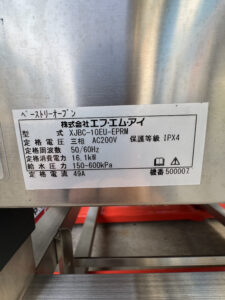 ベーストリーオーブン
株式会社エフ・エム・アイ
型 式 XJBC-10EU-EPRM
定格電圧 三相 AC200V 保護等級 IPX4
定格周波数 50/60Hz
定格消費電力 16.1kW
給水圧力 150-600kPa
定格電流 49A
機番 50000